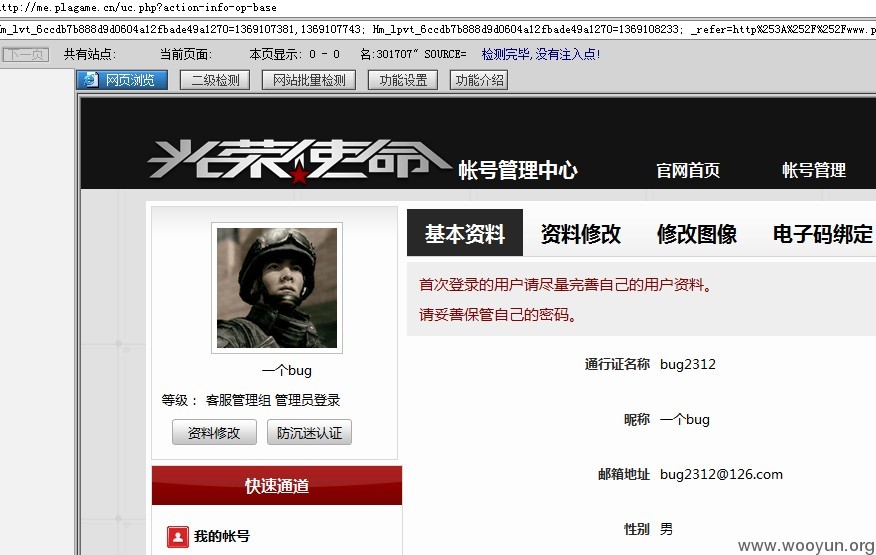 http://me.plagame.cn/uc.php?action-info-op-base
Hm_lvt_6ccdb7b888d9d0604a12fbade49a1270=1369107381,1369107743; Hm_lpvt_6ccdb7b888d9d0604a12fbade49a1270=1369108233; _refer=http%253A%252F%252Fwww.p
下一页 共有站点: 当前页面: 本页显示: 0 - 0 名:301707" SOURCE= 检测完毕,没有注入点!
网页浏览 二级检测 网站批量检测 功能设置 功能介绍
光荣使命 帐号管理中心 官网首页 帐号管理
基本资料 资料修改 修改图像 电子码绑定
首次登录的用户请尽量完善自己的用户资料。
请妥善保管自己的密码。
一个bug
等级： 客服管理组 管理员登录
资料修改 防沉迷认证
快速通道
我的帐号
通行证名称 bug2312
昵称 一个bug
邮箱地址 bug2312@126.com
性别 男
www.wooyun.org